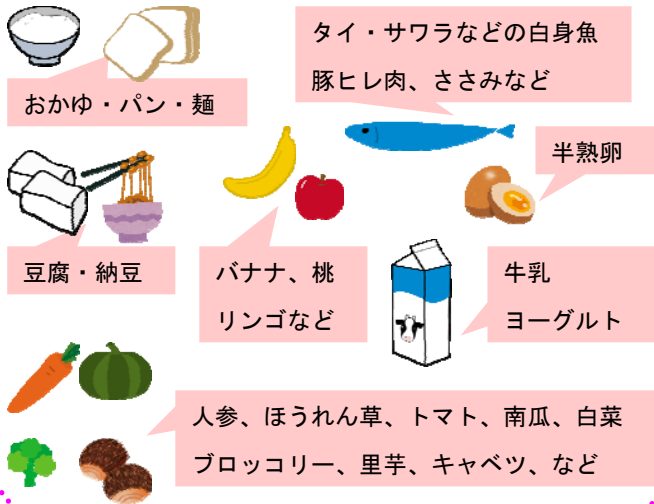 おかゆ・パン・麺
タイ・サワラなどの白身魚
豚ヒレ肉、ささみなど
半熟卵
豆腐・納豆
バナナ、桃
リンゴなど
牛乳
ヨーグルト
人参、ほうれん草、トマト、南瓜、白菜
ブロッコリー、里芋、キャベツ、など